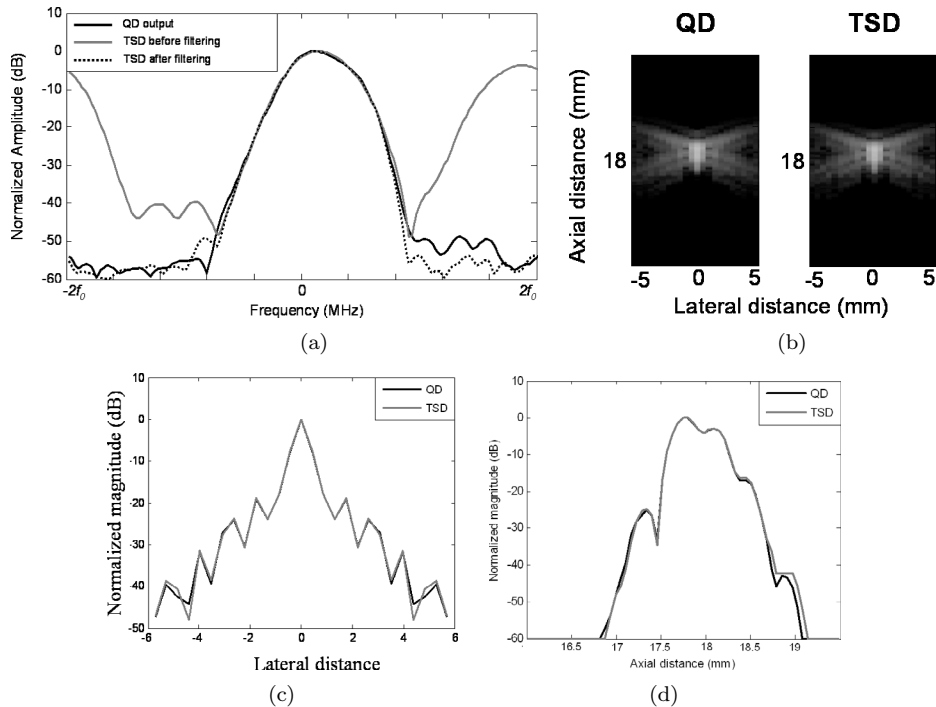 QD output
TSD before filtering
TSD after filtering
Normalized Amplitude (dB)
10
0
-10
-20
-30
-40
-50
-60
-2f0
0
2f0
Frequency (MHz)
(a)
QD
TSD
Axial distance (mm)
18
18
-5
0
5
-5
0
5
Lateral distance (mm)
(b)
QD
TSD
Normalized magnitude (dB)
10
0
-10
-20
-30
-40
-50
-6
-4
-2
0
2
4
6
Lateral distance
(c)
QD
TSD
Normalized magnitude (dB)
10
0
-10
-20
-30
-40
-50
-60
16.5
17
17.5
18
18.5
19
Axial distance (mm)
(d)